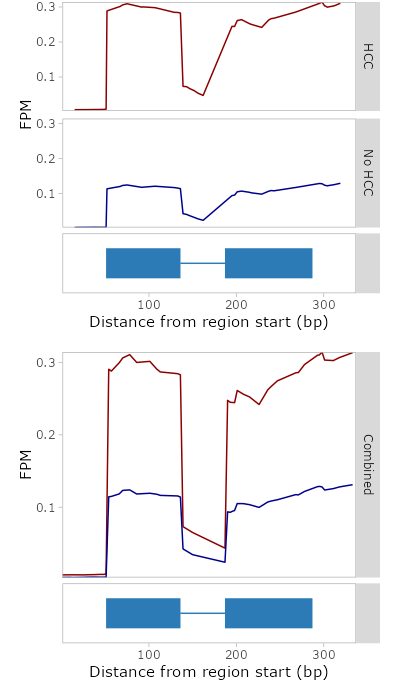 0.3
0.2
0.1
HCC
FPM
0.3
0.2
0.1
No HCC
100 200 300
Distance from region start (bp)
0.3
0.2
0.1
FPM
Combined
100 200 300
Distance from region start (bp)